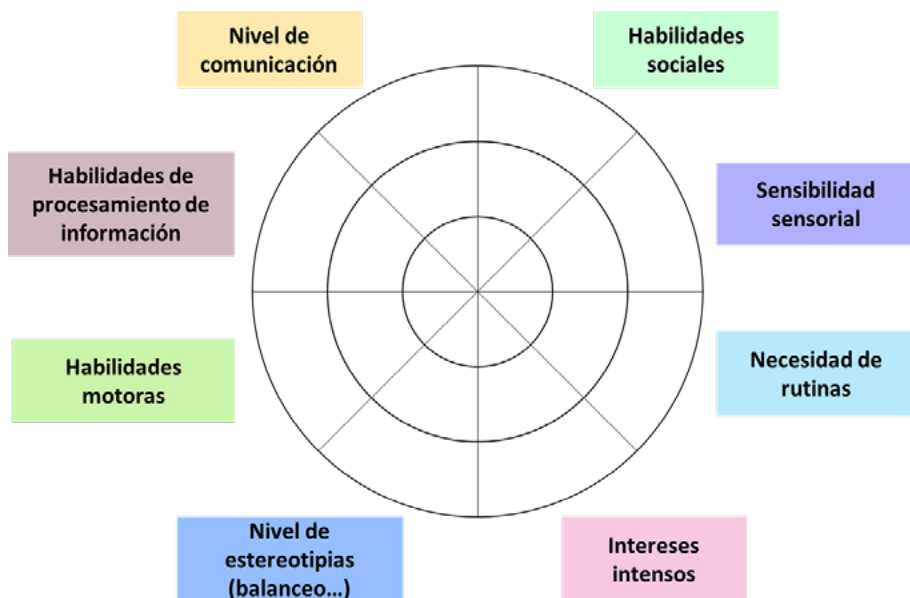 Nivel de
comunicación
Habilidades
sociales
Habilidades de
procesamiento de
información
Sensibilidad
sensorial
Habilidades
motoras
Necesidad de
rutinas
Nivel de
estereotipias
(balanceo...)
Intereses
intensos